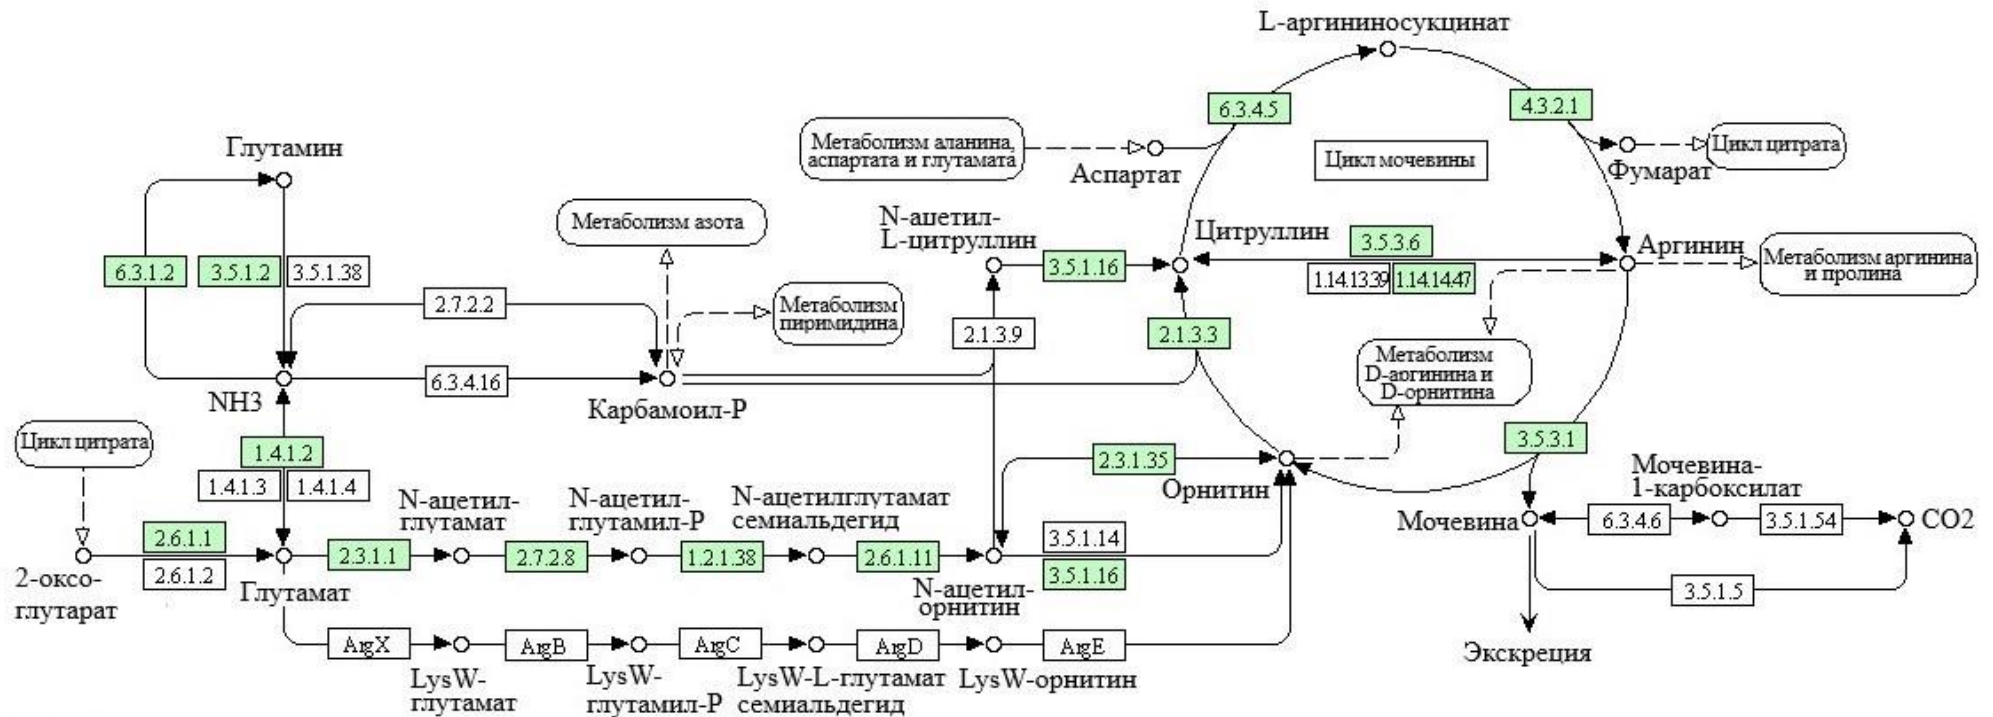 L-аргининосукцинат
6.3.4.5
4.3.2.1
Метаболизм аланина,
аспартата и глутамата
Аспартат
Цикл мочевины
Фумарат
Цикл цитрата
Глутамин
Метаболизм азота
N-ацетил-
L-цитруллин
Цитруллин
3.5.3.6
Аргинин
Метаболизм аргинина
и пролина
6.3.1.2
3.5.1.2
3.5.1.38
3.5.1.16
1.14.13.39
1.14.14.47
2.7.2.2
Метаболизм
пиримидина
2.1.3.9
2.1.3.3
Метаболизм
D-аргинина и
D-орнитина
NH3
6.3.4.16
Карбамоил-P
Цикл цитрата
1.4.1.2
1.4.1.3
1.4.1.4
2.3.1.35
Орнитин
3.5.3.1
Мочевина-
1-карбоксилат
N-ацетил-
глутамат
N-ацетил-
глутамил-P
N-ацетилглутамат
семиальдегид
Мочевина
6.3.4.6
3.5.1.54
CO2
2.6.1.1
2.6.1.2
2-оксо-
глутарат
Глутамат
2.3.1.1
2.7.2.8
1.2.1.38
2.6.1.11
N-ацетил-
орнитин
3.5.1.14
3.5.1.16
3.5.1.5
ArgX
ArgB
ArgC
ArgD
ArgE
Экскреция
LysW-
глутамат
LysW-
глутамил-P
LysW-L-глутамат
семиальдегид
LysW-орнитин